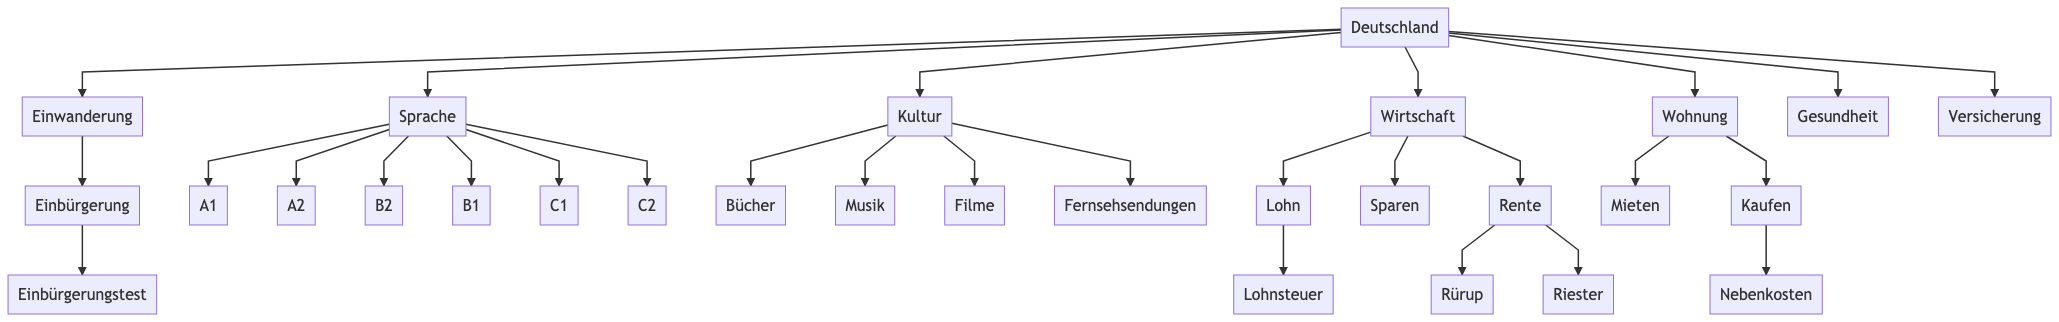 Deutschland
Einwanderung
Sprache
Kultur
Wirtschaft
Wohnung
Gesundheit
Versicherung
Einbürgerung
A1
A2
B2
B1
C1
C2
Bücher
Musik
Filme
Fernsehsendungen
Lohn
Sparen
Rente
Mieten
Kaufen
Einbürgerungstest
Lohnsteuer
Rürup
Riester
Nebenkosten